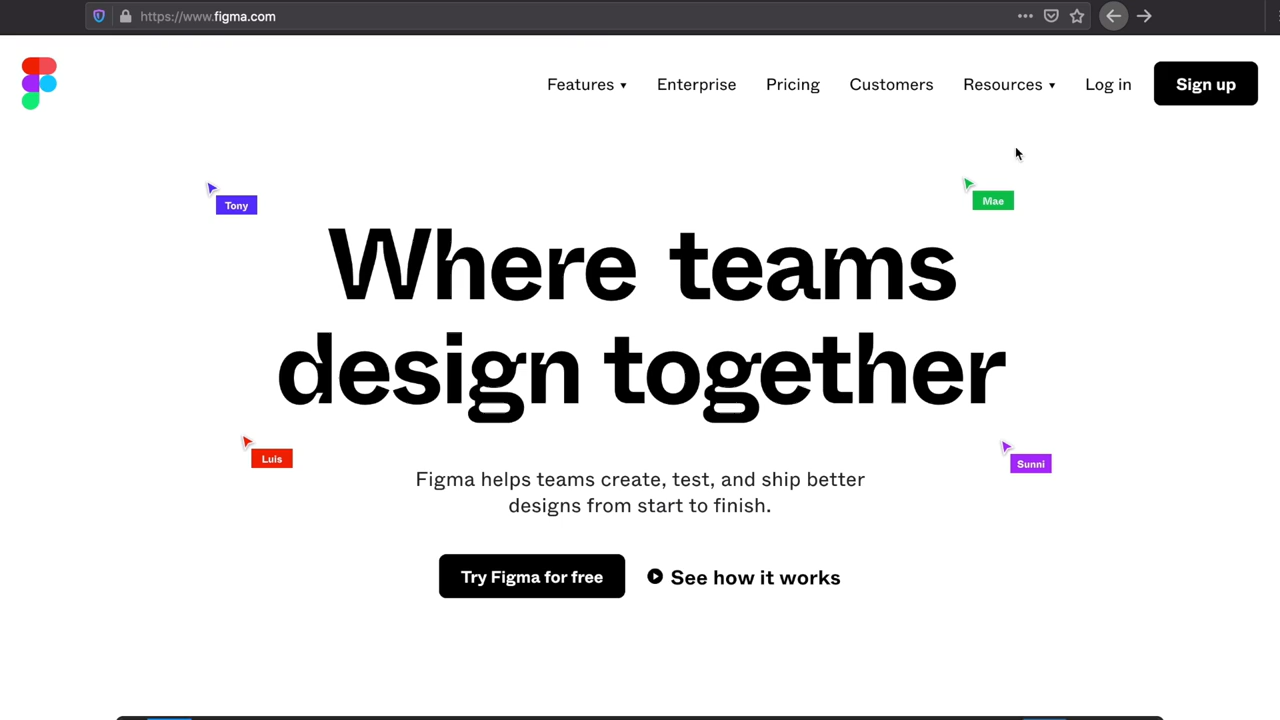 https://www.figma.com
Features ▾ Enterprise Pricing Customers Resources ▾ Log in Sign up
Tony
Mae
Where teams
design together
Luis
Sunni
Figma helps teams create, test, and ship better
designs from start to finish.
Try Figma for free See how it works